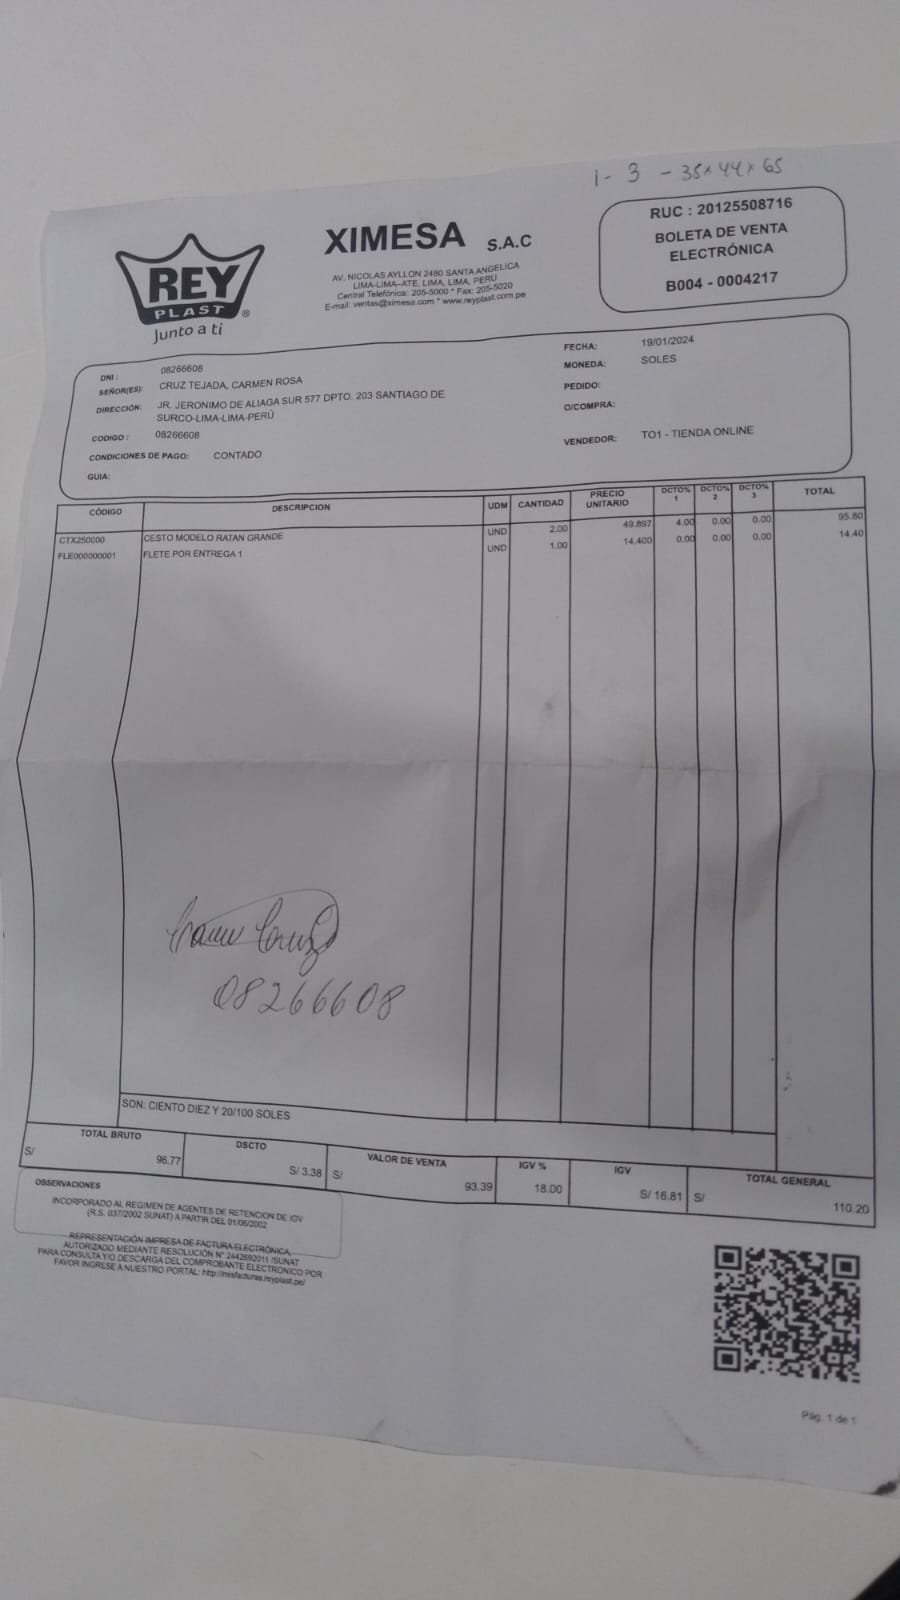 1 - 3 - 35x44x65
REY
PLAST ®
Junto a ti
XIMESA S.A.C
AV. NICOLAS AYLLON 2480 SANTA ANGELICA
LIMA-LIMA-ATE, LIMA, LIMA, PERÚ
Central Telefónica: 205-5000 * Fax: 205-5020
E-mail: ventas@ximesa.com * www.reyplast.com.pe
RUC : 20125508716
BOLETA DE VENTA
ELECTRÓNICA
B004 - 0004217
DNI : 08266608
SEÑOR(ES): CRUZ TEJADA, CARMEN ROSA
DIRECCIÓN: JR. JERONIMO DE ALIAGA SUR 577 DPTO. 203 SANTIAGO DE
SURCO-LIMA-LIMA-PERÚ
CODIGO : 08266608
CONDICIONES DE PAGO: CONTADO
GUIA:
FECHA: 19/01/2024
MONEDA: SOLES
PEDIDO:
O/COMPRA:
VENDEDOR: TO1 - TIENDA ONLINE
CÓDIGO DESCRIPCION UDM CANTIDAD PRECIO UNITARIO DCTO% 1 DCTO% 2 DCTO% 3 TOTAL
CTX250000 CESTO MODELO RATAN GRANDE UND 2.00 49.897 4.00 0.00 0.00 95.80
FLE000000001 FLETE POR ENTREGA 1 UND 1.00 14.400 0.00 0.00 0.00 14.40
08266608
SON: CIENTO DIEZ Y 20/100 SOLES
TOTAL BRUTO DSCTO VALOR DE VENTA IGV % IGV TOTAL GENERAL
S/ 96.77 S/ 3.38 S/ 93.39 18.00 S/ 16.81 S/ 110.20
OBSERVACIONES
INCORPORADO AL REGIMEN DE AGENTES DE RETENCION DE IGV
(R.S. 037/2002 SUNAT) A PARTIR DEL 01/06/2002
REPRESENTACIÓN IMPRESA DE FACTURA ELECTRÓNICA,
AUTORIZADO MEDIANTE RESOLUCIÓN N° 2442692011 /SUNAT
PARA CONSULTA Y/O DESCARGA DEL COMPROBANTE ELECTRONICO POR
FAVOR INGRESE A NUESTRO PORTAL: http://misfacturas.reyplast.pe/
Pág. 1 de 1